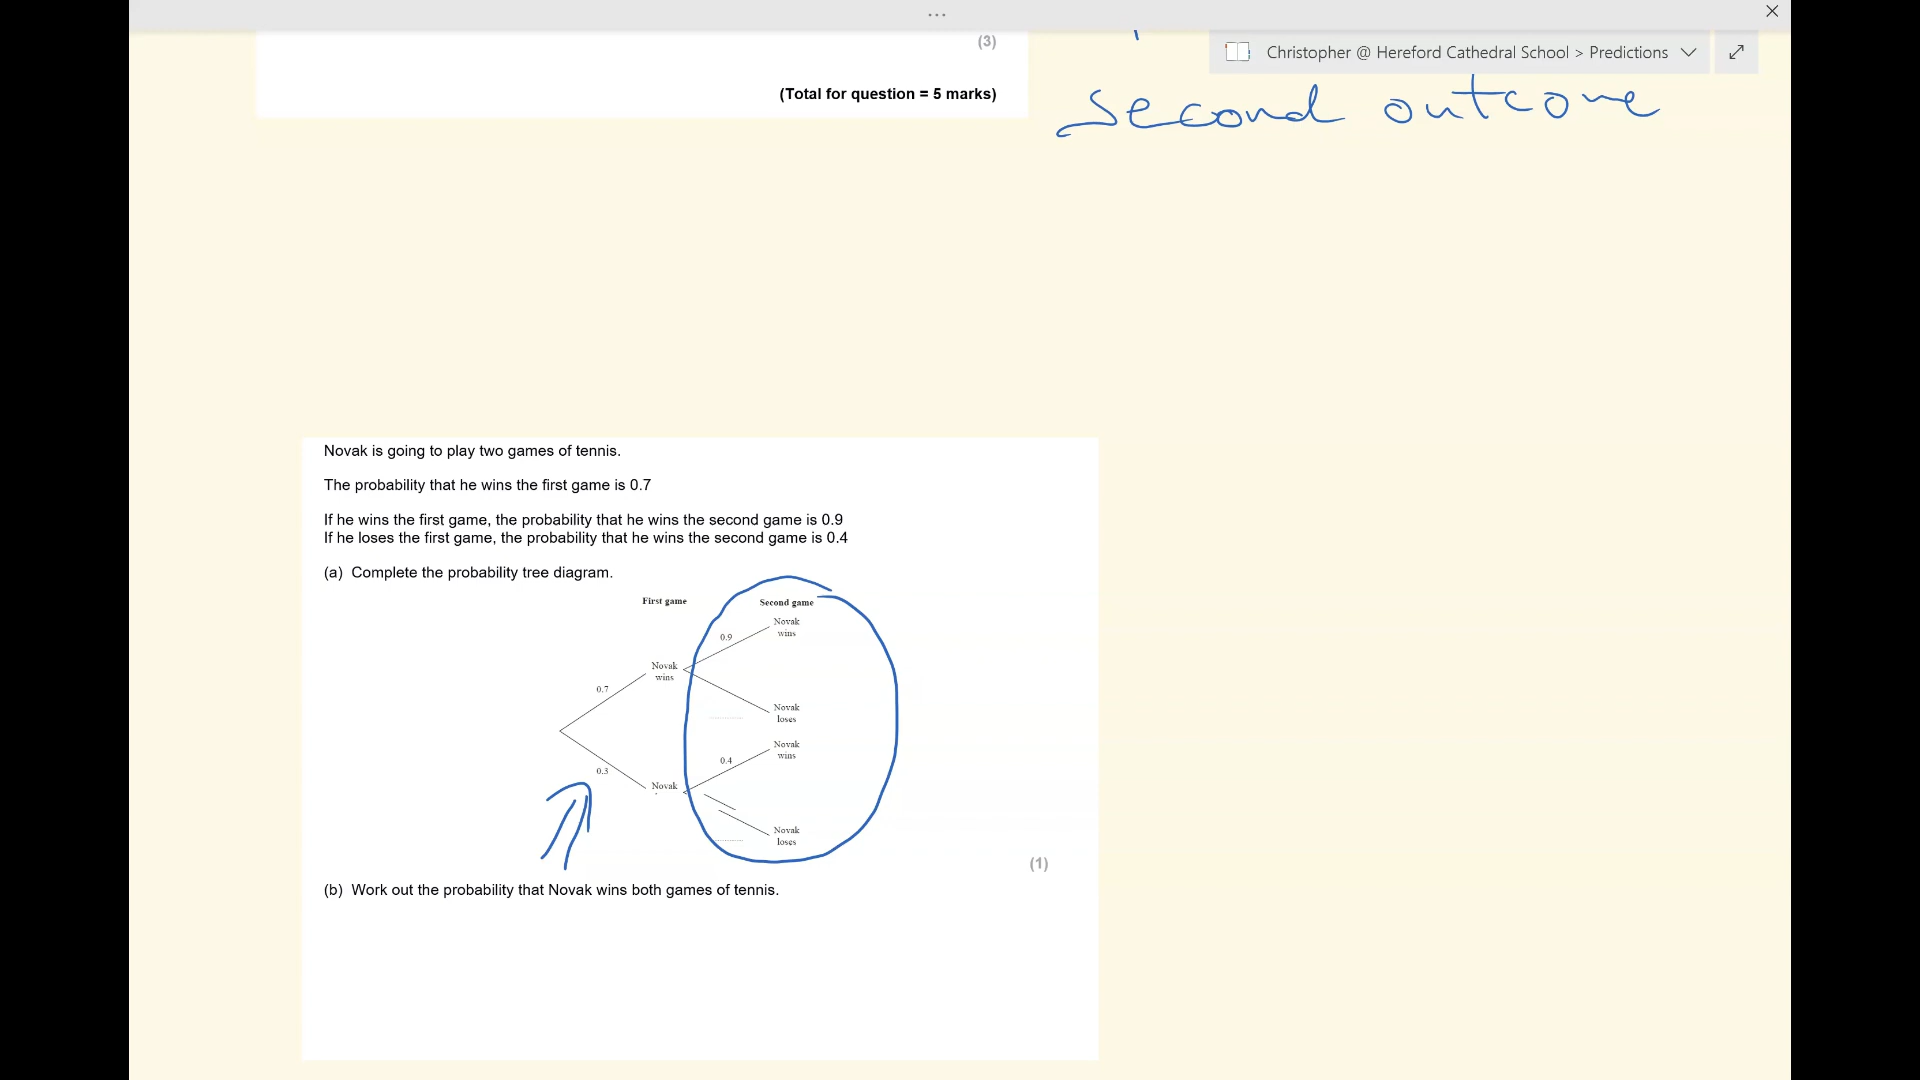 ...
(3)
Christopher @ Hereford Cathedral School > Predictions
(Total for question = 5 marks)
second outcome
Novak is going to play two games of tennis.
The probability that he wins the first game is 0.7
If he wins the first game, the probability that he wins the second game is 0.9
If he loses the first game, the probability that he wins the second game is 0.4
(a) Complete the probability tree diagram.
First game
Second game
Novak
wins
0.9
Novak
wins
0.7
Novak
loses
Novak
wins
0.4
0.3
Novak
Novak
loses
(1)
(b) Work out the probability that Novak wins both games of tennis.